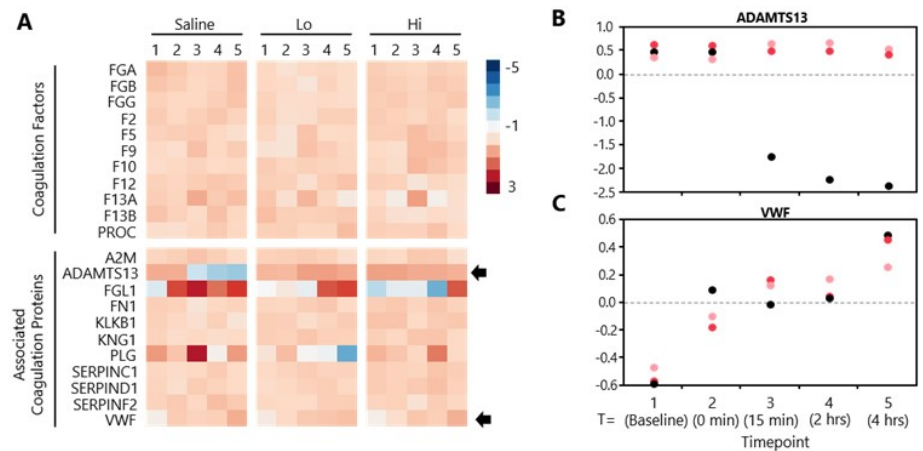 A
Saline
Lo
Hi
1 2 3 4 5
1 2 3 4 5
1 2 3 4 5
Coagulation Factors
FGA
FGB
FGG
F2
F5
F9
F10
F12
F13A
F13B
PROC
Associated
Coagulation Proteins
A2M
ADAMTS13
FGL1
FN1
KLKB1
KNG1
PLG
SERPINC1
SERPIND1
SERPINF2
VWF
-5
-1
3
B
ADAMTS13
1.0
0.5
0.0
-0.5
-1.0
-1.5
-2.0
-2.5
C
VWF
0.6
0.4
0.2
0.0
-0.2
-0.4
-0.6
1 2 3 4 5
T= (Baseline) (0 min) (15 min) (2 hrs) (4 hrs)
Timepoint